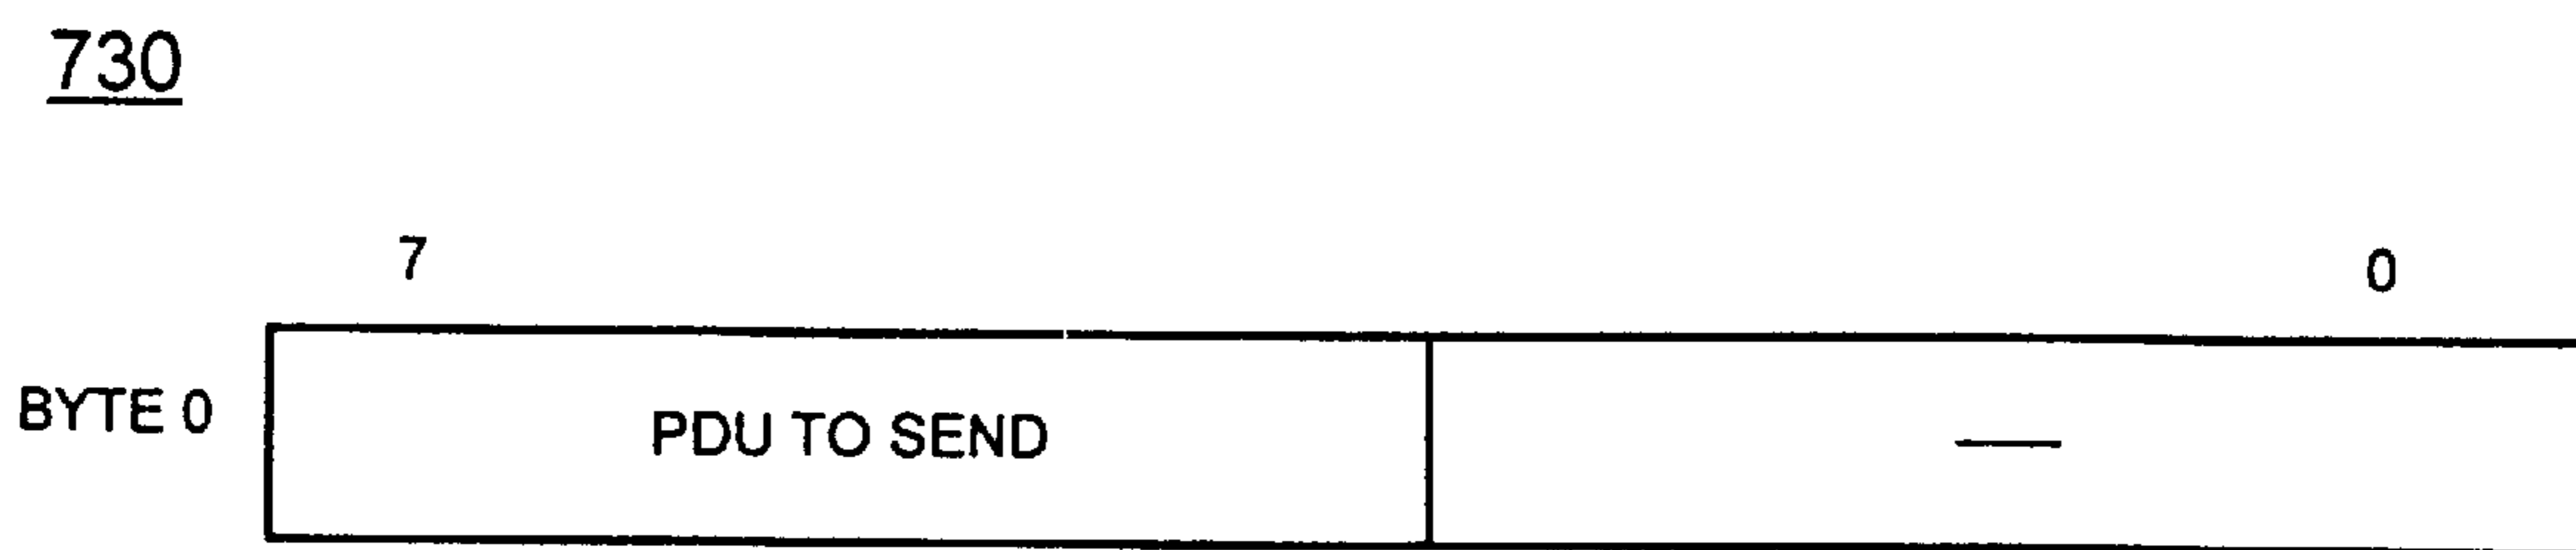 730
7 0
BYTE 0 PDU TO SEND —